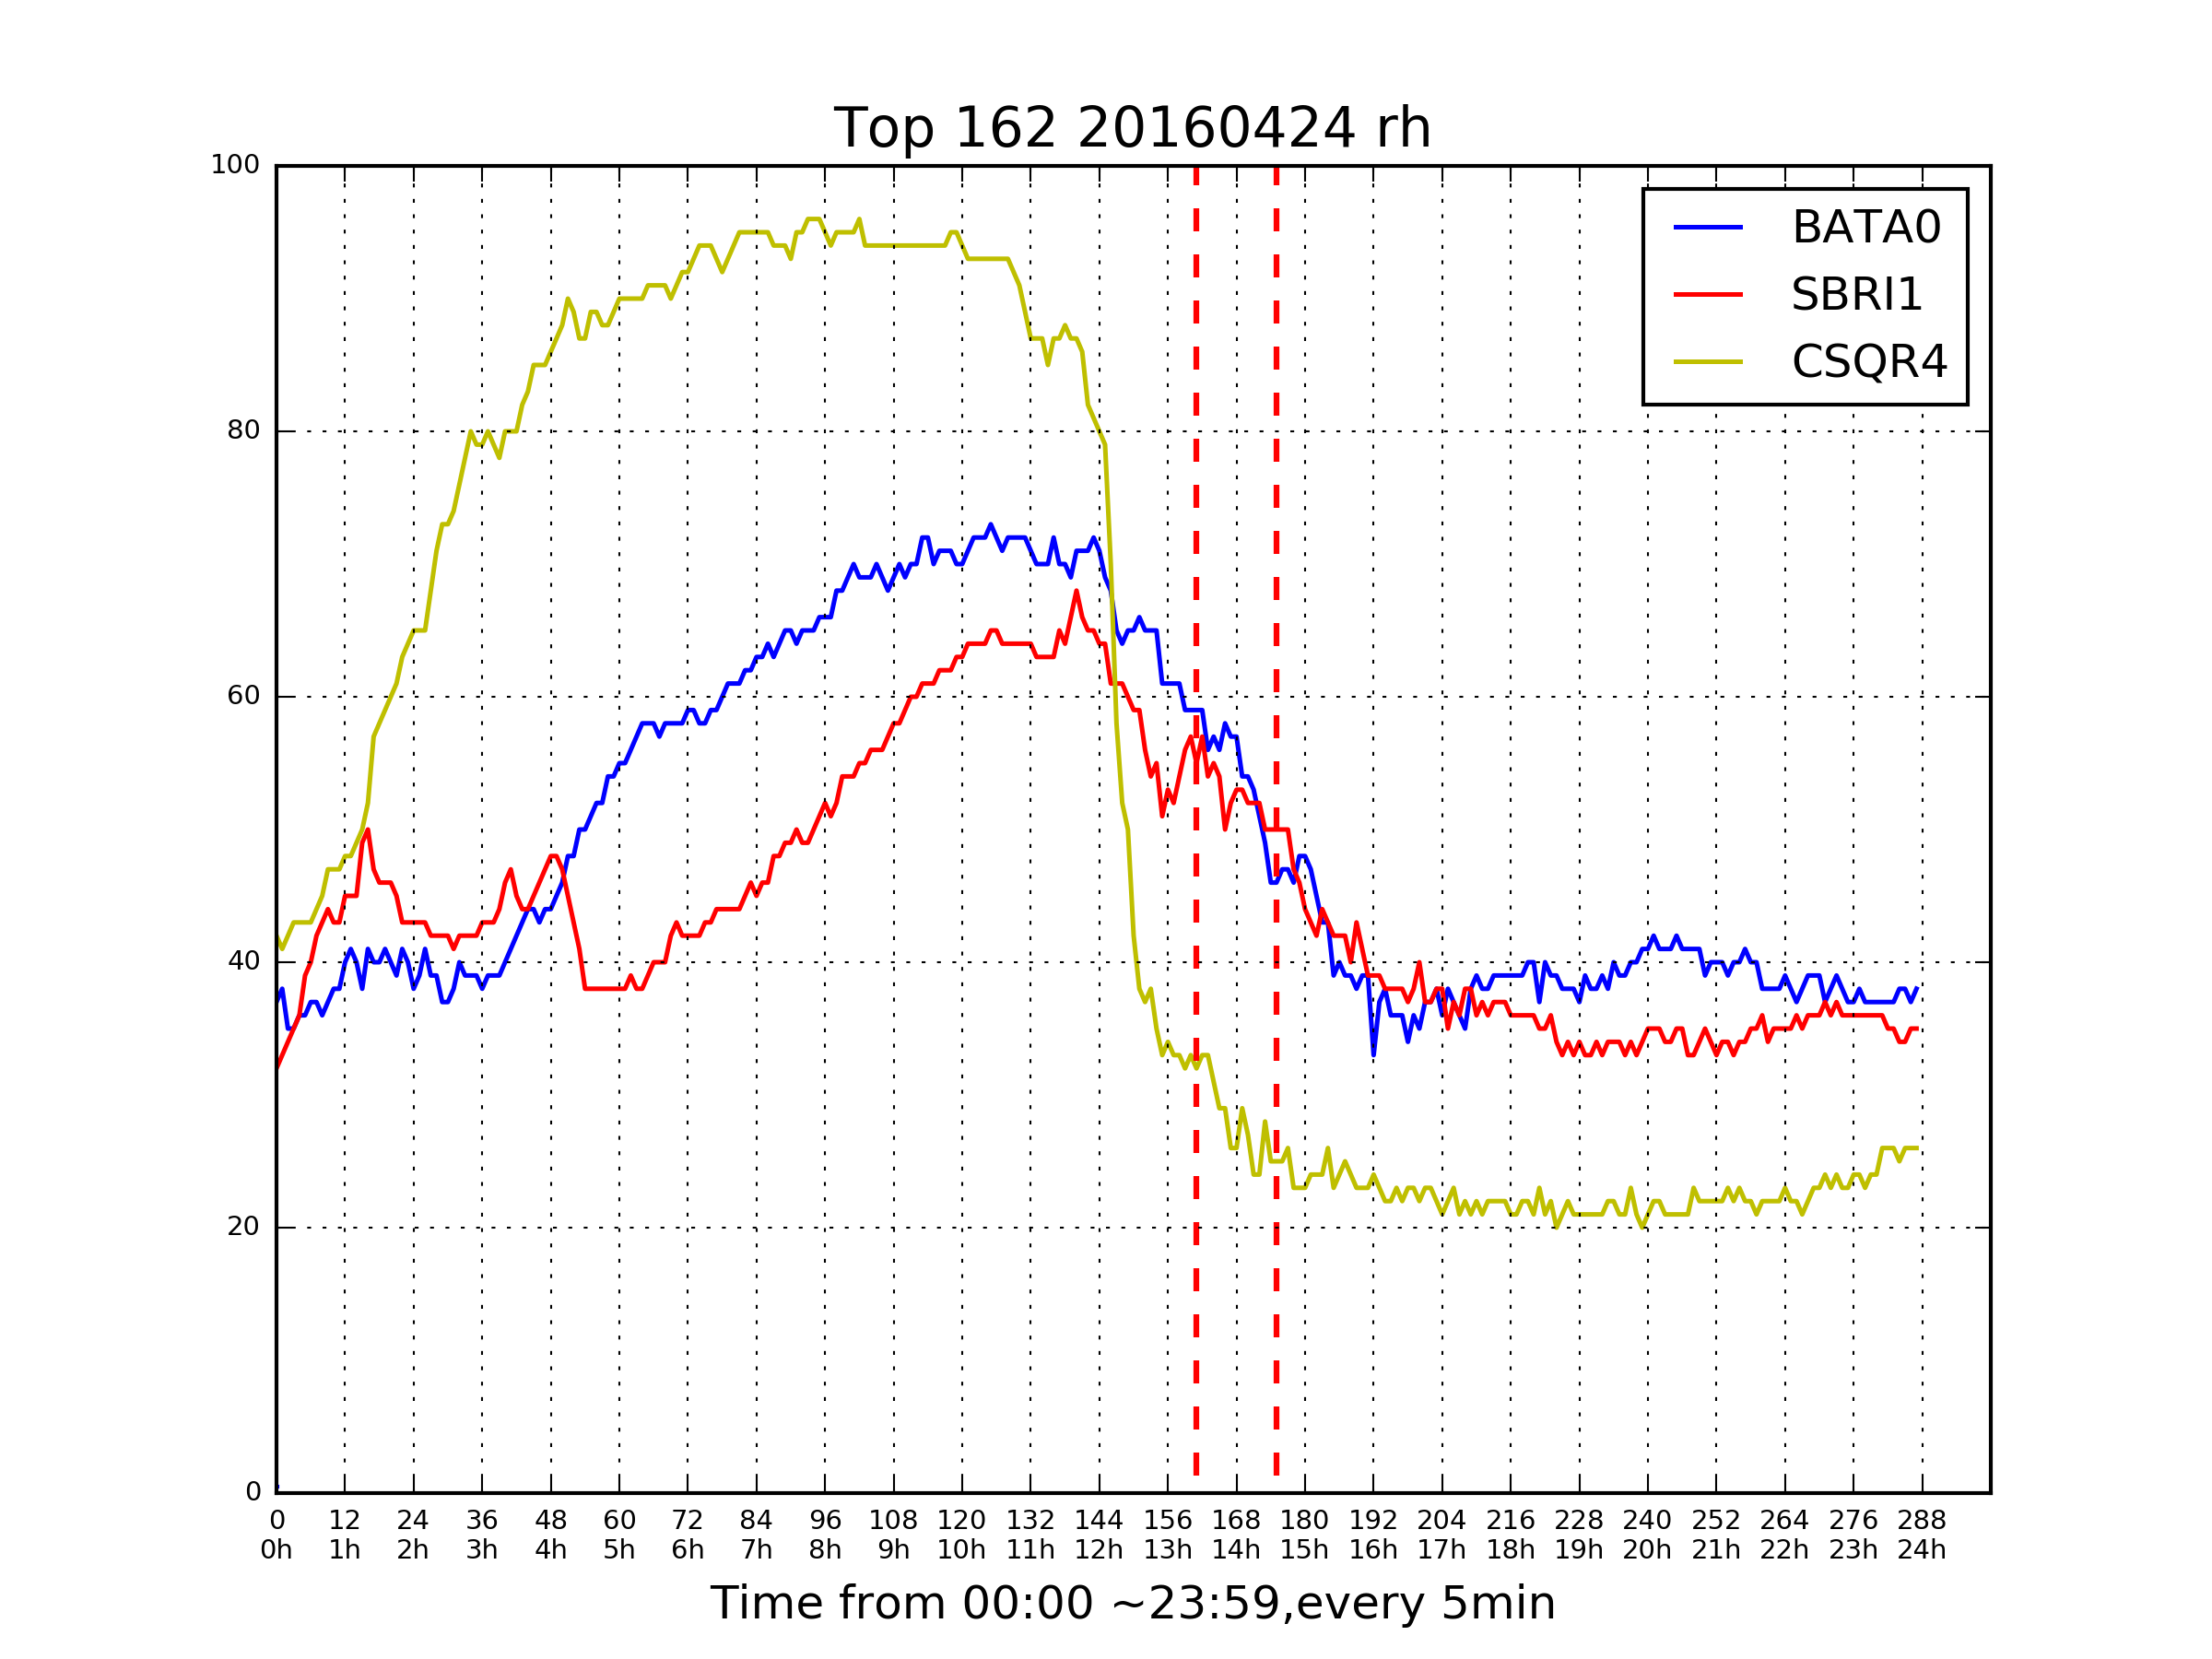 Top 162 20160424 rh
BATA0
SBRI1
CSQR4
100
80
60
40
20
0
0 12 24 36 48 60 72 84 96 108 120 132 144 156 168 180 192 204 216 228 240 252 264 276 288
0h 1h 2h 3h 4h 5h 6h 7h 8h 9h 10h 11h 12h 13h 14h 15h 16h 17h 18h 19h 20h 21h 22h 23h 24h
Time from 00:00 ~23:59,every 5min